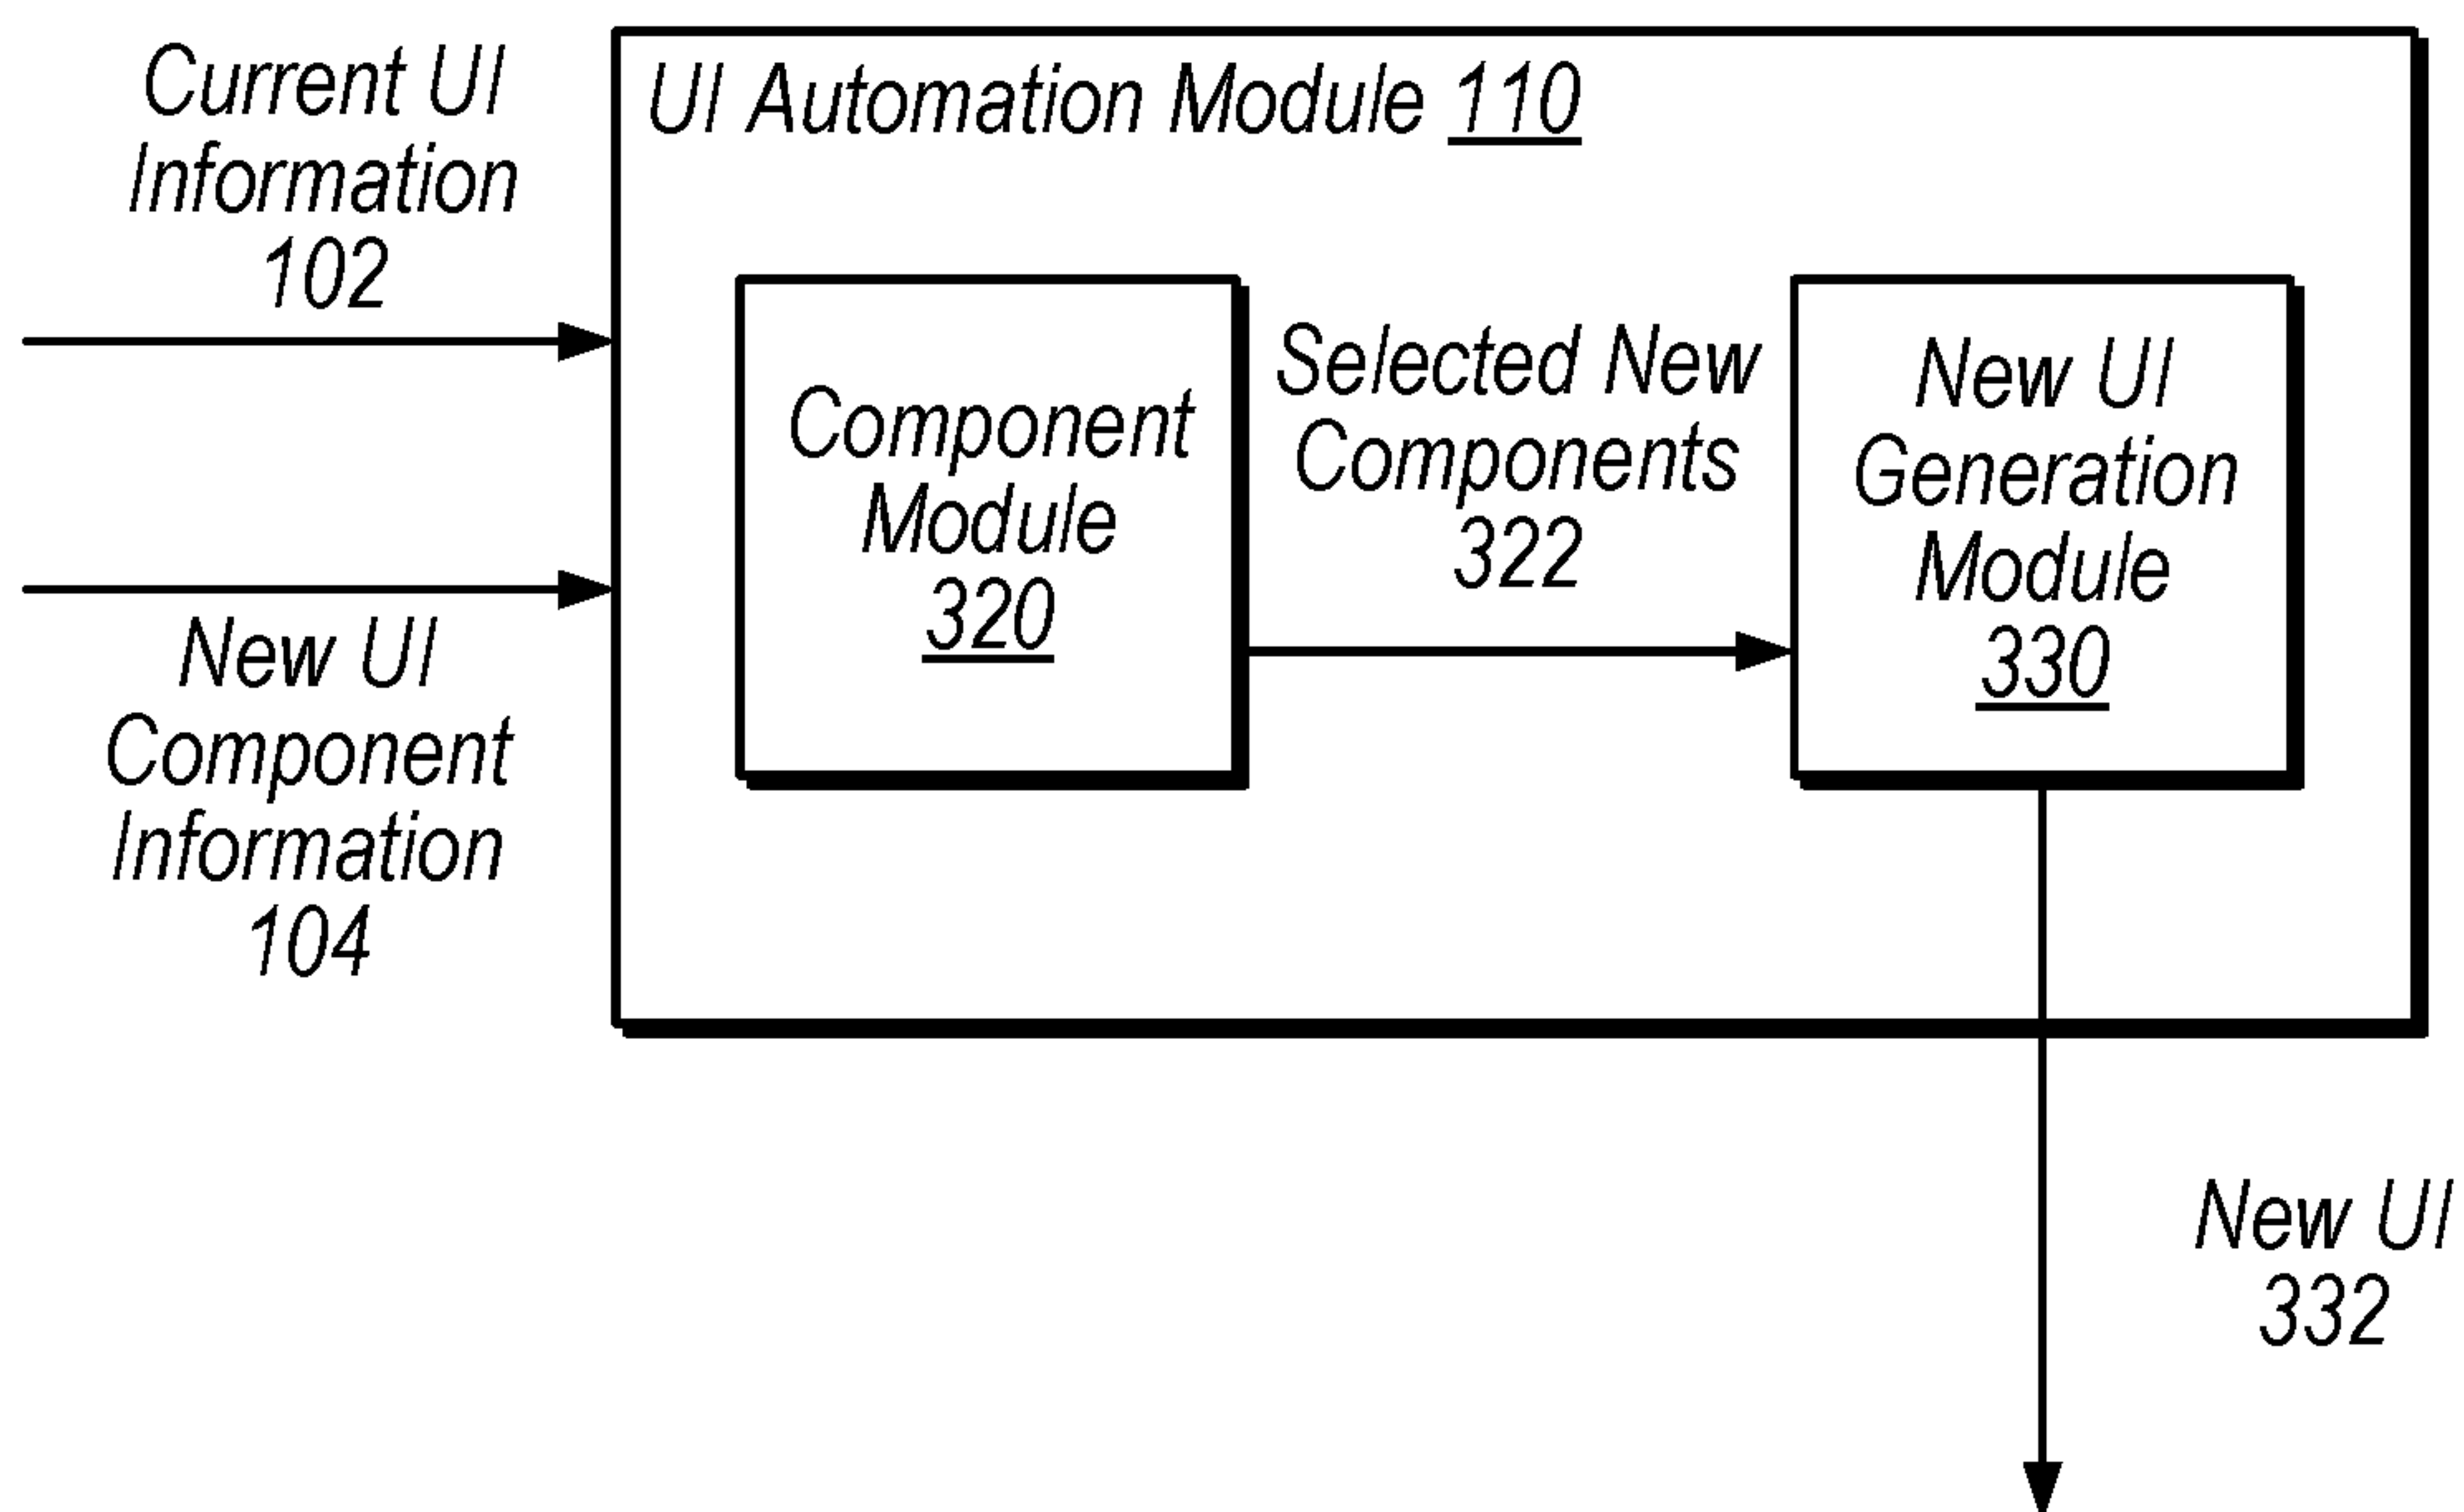 Current UI
Information
102
UI Automation Module 110
Component
Module
320
Selected New
Components
322
New UI
Generation
Module
330
New UI
Component
Information
104
New UI
332